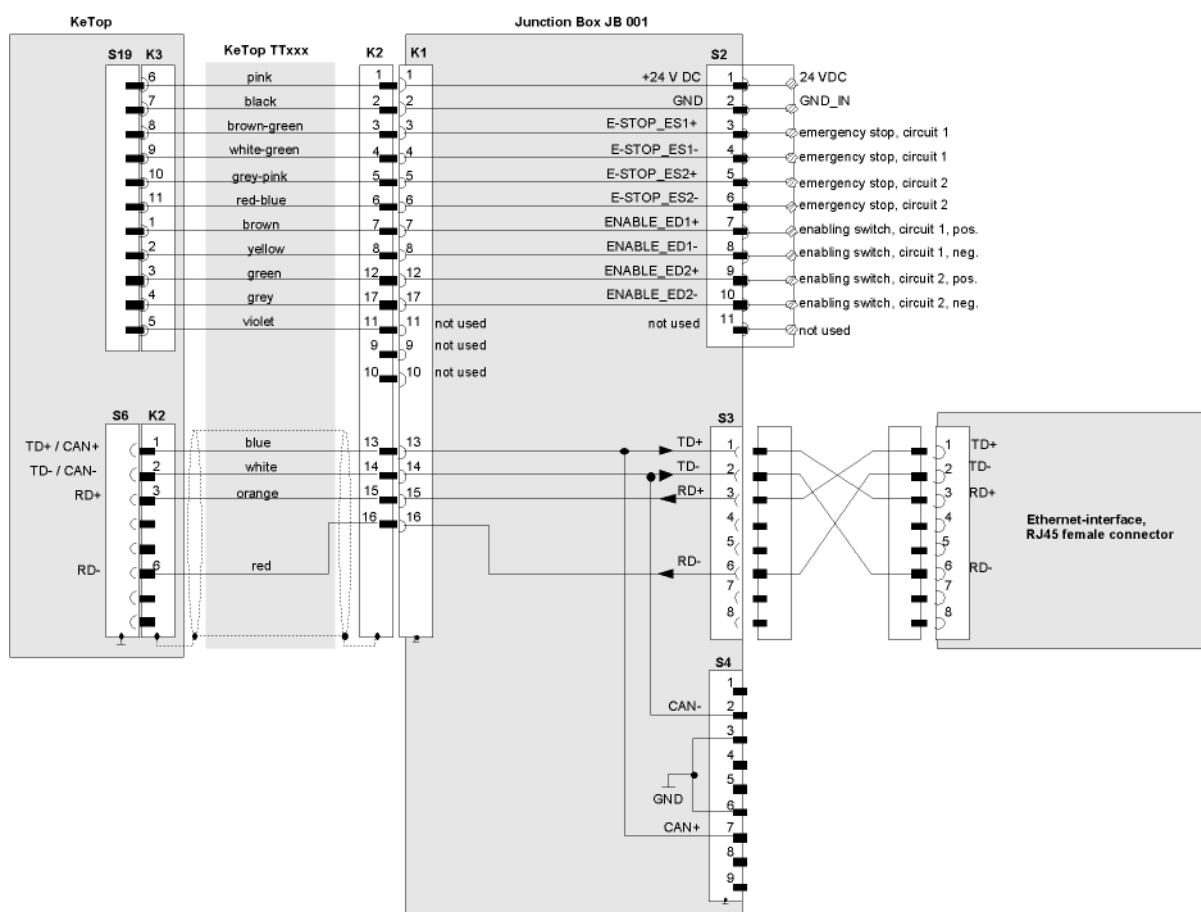 KeTop
Junction Box JB 001
S19 K3 KeTop TTxxx K2 K1 S2
6 pink 1 1 +24 V DC 1 24 VDC
7 black 2 2 GND 2 GND_IN
8 brown-green 3 3 E-STOP_ES1+ 3 emergency stop, circuit 1
9 white-green 4 4 E-STOP_ES1- 4 emergency stop, circuit 1
10 grey-pink 5 5 E-STOP_ES2+ 5 emergency stop, circuit 2
11 red-blue 6 6 E-STOP_ES2- 6 emergency stop, circuit 2
1 brown 7 7 ENABLE_ED1+ 7 enabling switch, circuit 1, pos.
2 yellow 8 8 ENABLE_ED1- 8 enabling switch, circuit 1, neg.
3 green 12 12 ENABLE_ED2+ 9 enabling switch, circuit 2, pos.
4 grey 17 17 ENABLE_ED2- 10 enabling switch, circuit 2, neg.
5 violet 11 11 not used not used 11 not used
9 9 not used
10 10 not used
S6 K2 S3
TD+ / CAN+ 1 blue 13 13 TD+ 1 1 TD+
TD- / CAN- 2 white 14 14 TD- 2 2 TD-
RD+ 3 orange 15 15 RD+ 3 3 RD+
16 16 4 4
5 5
Ethernet-interface,
RJ45 female connector
RD- 6 red RD- 6 6 RD-
7 7
8 8
S4
1
CAN- 2
3
4
5
GND 6
CAN+ 7
8
9